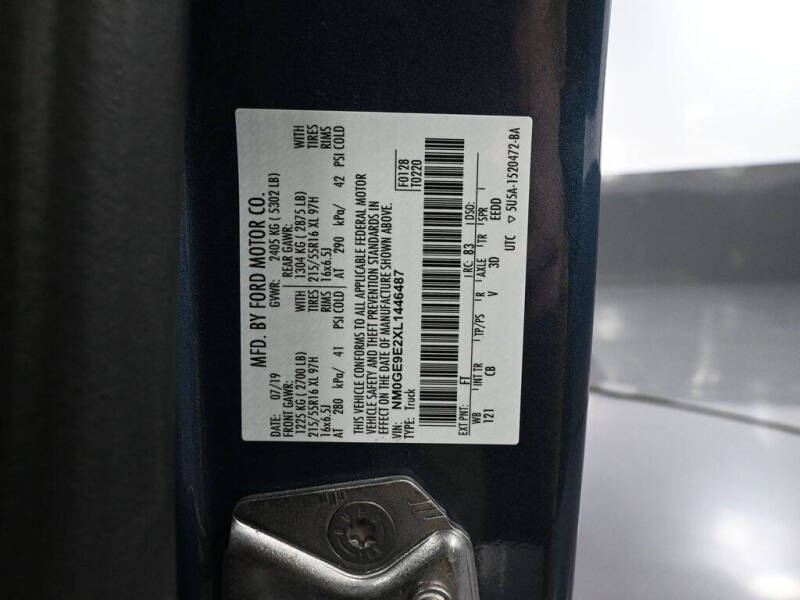 MFD. BY FORD MOTOR CO.
DATE: 07/19 GVWR: 2405 KG ( 5302 LB)
FRONT GAWR: REAR GAWR:
1225 KG ( 2700 LB) WITH 1304 KG ( 2875 LB) WITH
215/55R16 XL 97H TIRES 215/55R16 XL 97H TIRES
16x6.5J RIMS 16x6.5J RIMS
AT 280 kPa/ 41 PSI COLD AT 290 kPa/ 42 PSI COLD
THIS VEHICLE CONFORMS TO ALL APPLICABLE FEDERAL MOTOR
VEHICLE SAFETY AND THEFT PREVENTION STANDARDS IN
EFFECT ON THE DATE OF MANUFACTURE SHOWN ABOVE.
VIN: NM0GE9E2XL1446487 F0128
TYPE: Truck T0220
EXT PNT: FT RC: B3 DSO:
WB INT TR TP/PS R AXLE TR SPR
121 CB V 3D EEDD
UTC ▽ 5U5A-1520472-BA